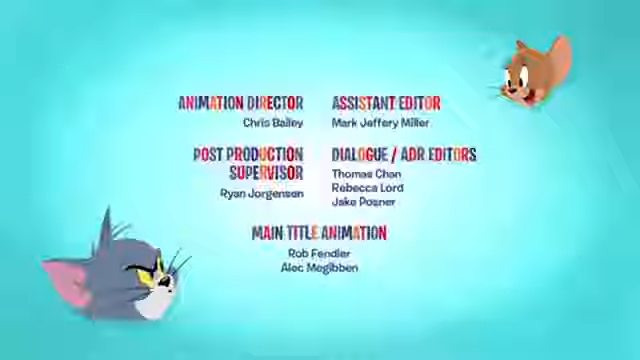 ANIMATION DIRECTOR
Chris Bailey
ASSISTANT EDITOR
Mark Jeffery Miller
POST PRODUCTION
SUPERVISOR
Ryan Jorgensen
DIALOGUE / ADR EDITORS
Thomas Chan
Rebecca Lord
Jake Posner
MAIN TITLE ANIMATION
Rob Fendler
Alec Megibben